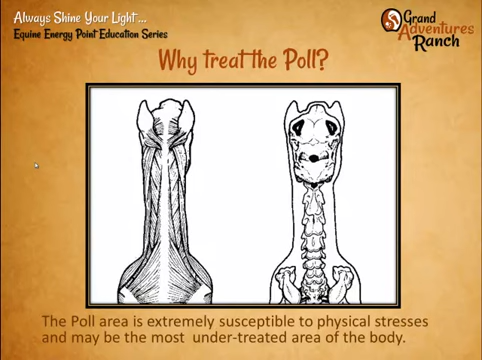 Always Shine Your Light...
Equine Energy Point Education Series
Grand
Adventures
Ranch
Why treat the Poll?
The Poll area is extremely susceptible to physical stresses
and may be the most under-treated area of the body.